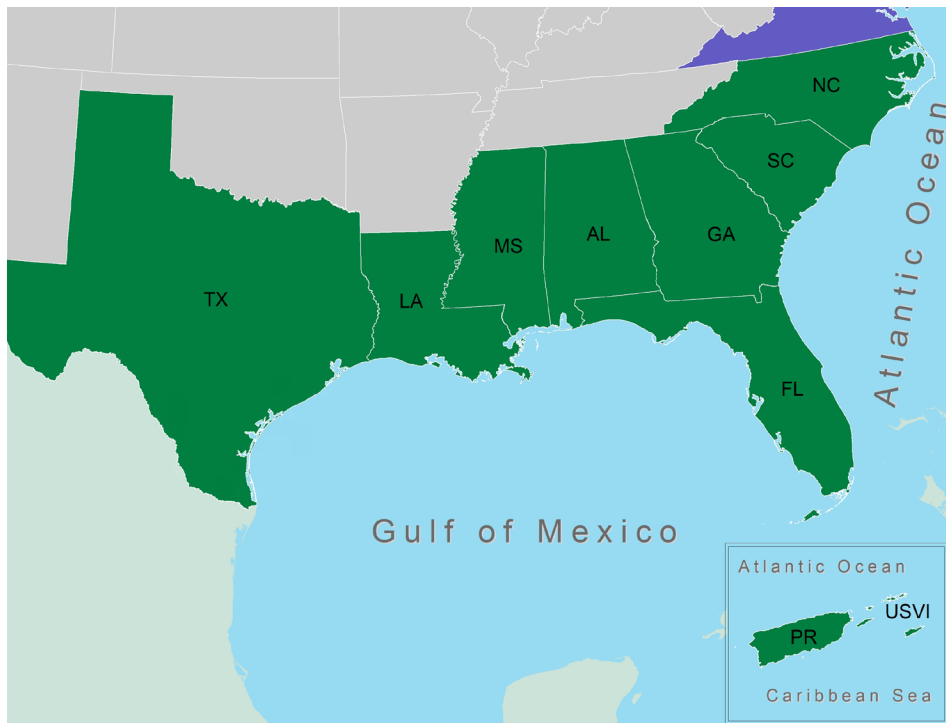 NC
Atlantic Ocean
SC
MS
AL
GA
TX
LA
FL
Gulf of Mexico
Atlantic Ocean
USVI
PR
Caribbean Sea